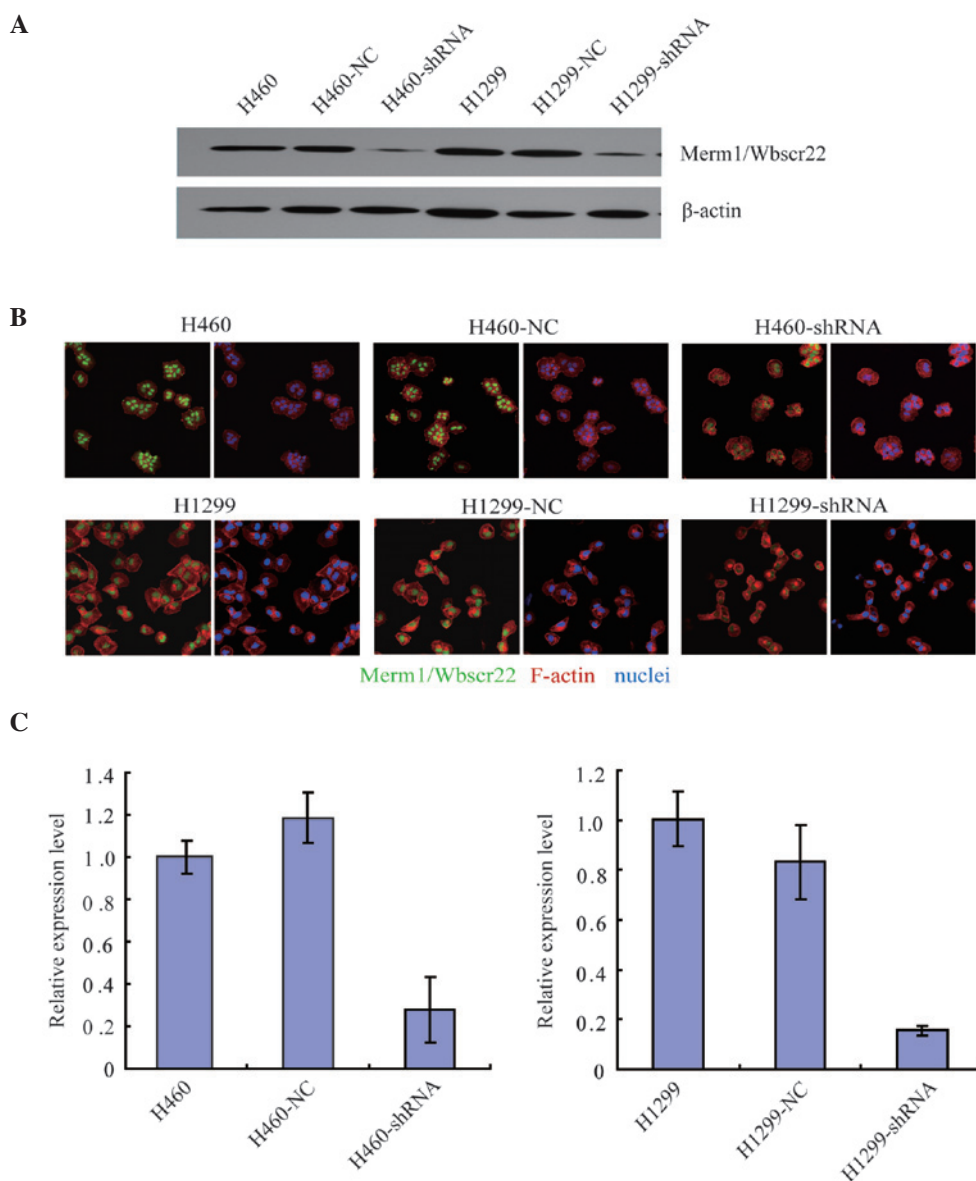 A
H460
H460-NC
H460-shRNA
H1299
H1299-NC
H1299-shRNA
Merm1/Wbscr22
β-actin
B
H460
H460-NC
H460-shRNA
H1299
H1299-NC
H1299-shRNA
Merm1/Wbscr22 F-actin nuclei
C
Relative expression level
1.4
1.2
1.0
0.8
0.6
0.4
0.2
0
H460
H460-NC
H460-shRNA
Relative expression level
1.2
1.0
0.8
0.6
0.4
0.2
0
H1299
H1299-NC
H1299-shRNA